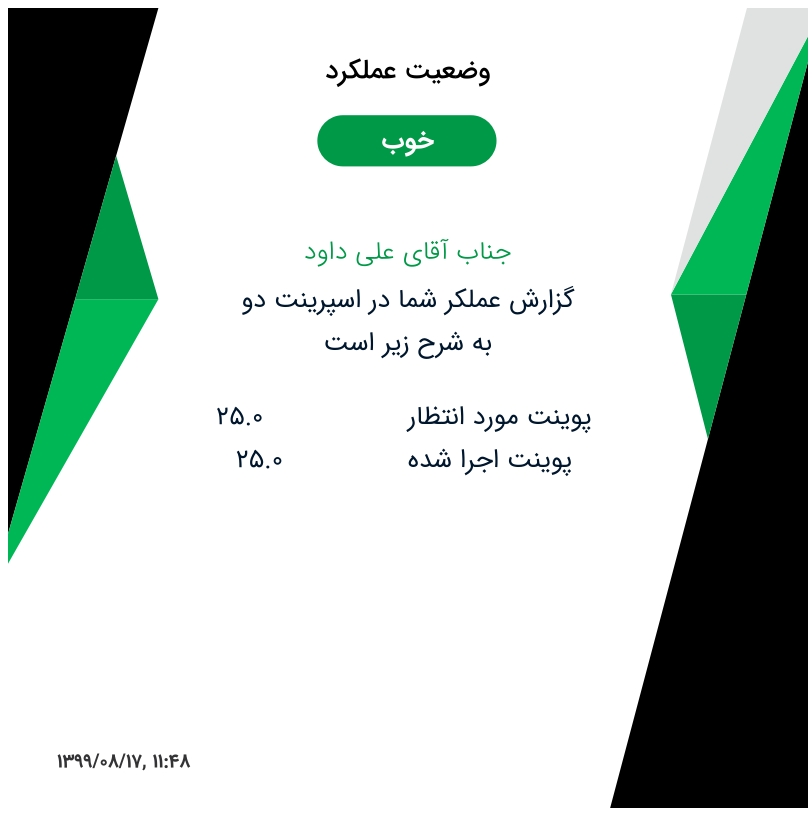 وضعیت عملکرد
خوب
جناب آقای علی داود
گزارش عملکر شما در اسپرینت دو
به شرح زیر است
پوینت مورد انتظار ۲۵.۰
پوینت اجرا شده ۲۵.۰
۱۳۹۹/۰۸/۱۷, ۱۱:۴۸